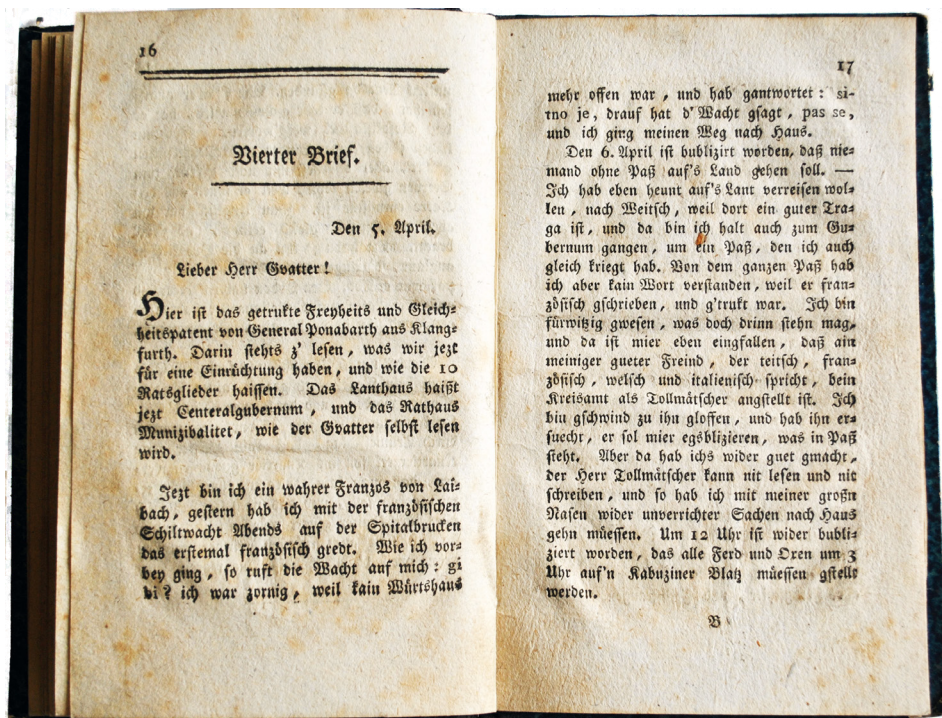 16
Vierter Brief.
Den 5. April.
Lieber Herr Gvatter!
Hier ist das getrukte Freyheits und Gleich-
heitspatent von General Ponabarth aus Klang-
furth. Darin stehts z' lesen, was wir jezt
für eine Einrüchtung haben, und wie die 10
Ratsglieder haissen. Das Lanthaus haißt
jezt Centeralgubernum, und das Rathaus
Munizibalitet, wie der Gvatter selbst lesen
wird.
Jezt bin ich ein wahrer Franzos von Lai-
bach, gestern hab ich mit der französischen
Schiltwacht Abends auf der Spitalbrucken
das erstemal französisch gredt. Wie ich vor-
bey ging, so ruft die Wacht auf mich: gi
vi? ich war zornig, weil kain Würtshaus
17
mehr offen war, und hab gantwortet: si-
tno je, drauf hat d' Wacht gsagt, pas se,
und ich ging meinen Weg nach Haus.
Den 6. April ist bublizirt worden, daß nie-
mand ohne Paß auf's Land gehen soll. —
Ich hab eben heunt auf's Lant verreisen wol-
len, nach Weitsch, weil dort ein guter Tra-
ga ist, und da bin ich halt auch zum Gu-
bernum gangen, um ein Paß, den ich auch
gleich kriegt hab. Von dem ganzen Paß hab
ich aber kain Wort verstanden, weil er fran-
zösisch gschrieben, und g'trukt war. Ich bin
fürwitzig gwesen, was doch drinn stehn mag,
und da ist mier eben eingfallen, daß ain
meiniger gueter Freind, der teitsch, fran-
zösisch, welsch und italienisch spricht, bein
Kreisamt als Tollmätscher angstellt ist. Ich
bin gschwind zu ihn gloffen, und hab ihn er-
suecht, er sol mier egsblizieren, was in Paß
steht. Aber da hab ichs wider guet gmacht,
der Herr Tollmätscher kann nit lesen und nit
schreiben, und so hab ich mit meiner großn
Nasen wider unverrichter Sachen nach Haus
gehn müessen. Um 12 Uhr ist wider bubli-
ziert worden, das alle Ferd und Oxen um 3
Uhr auf'n Kabuziner Blatz müessen gstellt
werden.
B